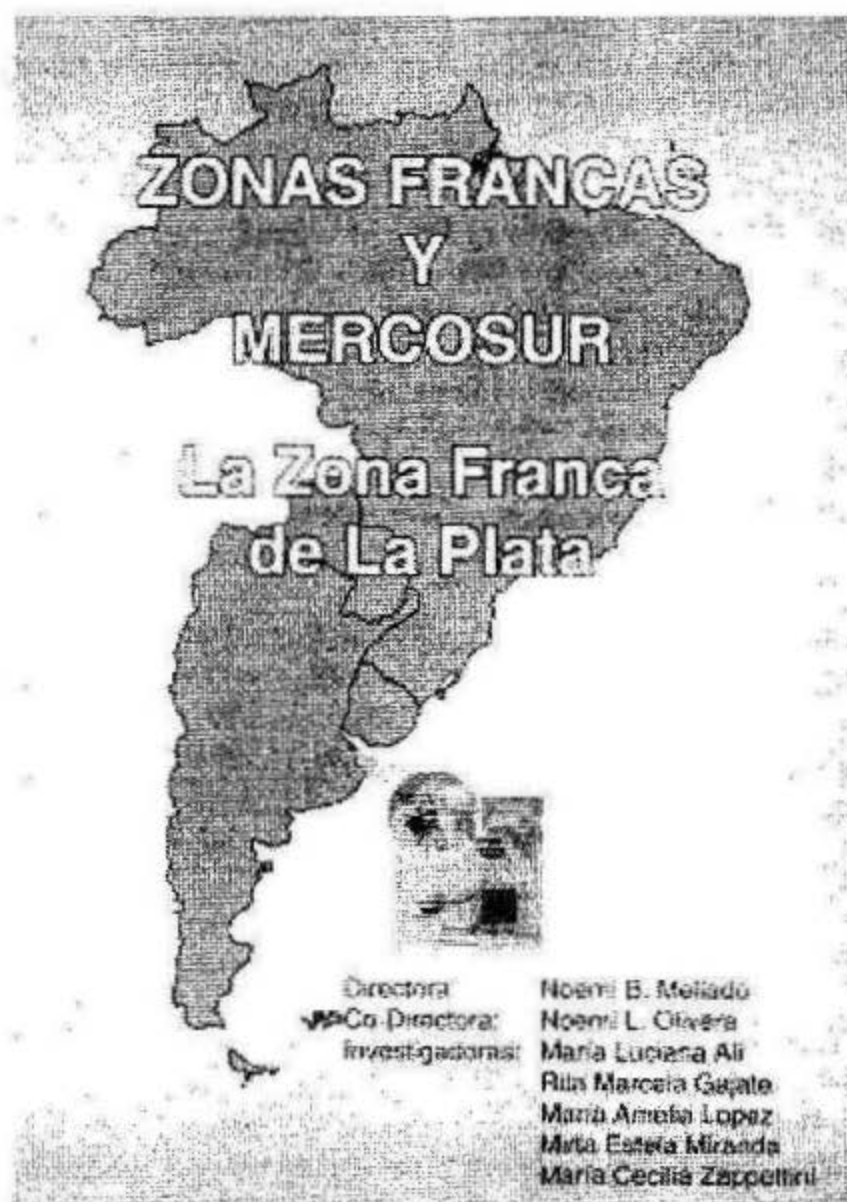 ZONAS FRANCAS
Y
MERCOSUR
La Zona Franca
de La Plata
Directora: Noemí B. Mellado
Co-Directora: Noemí L. Olivera
Investigadoras: María Luciana Ali
Rita Marcela Gajate
María Amelia Lopez
Mirta Estela Miranda
María Cecilia Zappettini